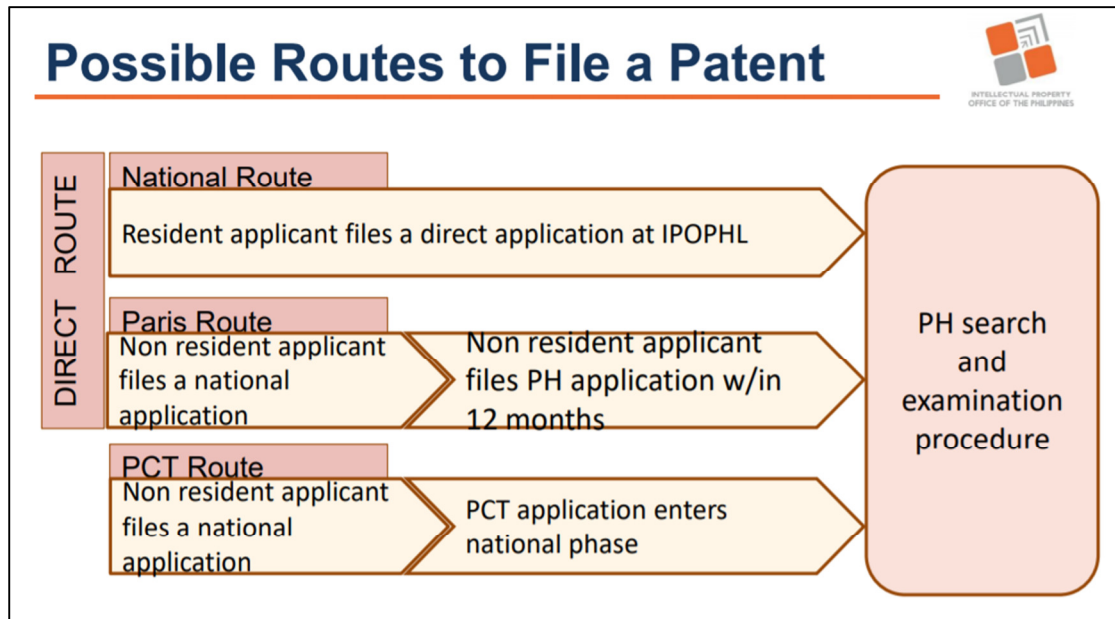 Possible Routes to File a Patent
INTELLECTUAL PROPERTY
OFFICE OF THE PHILIPPINES
DIRECT ROUTE
National Route
Resident applicant files a direct application at IPOPHL
Paris Route
Non resident applicant
files a national
application
Non resident applicant
files PH application w/in
12 months
PCT Route
Non resident applicant
files a national
application
PCT application enters
national phase
PH search
and
examination
procedure